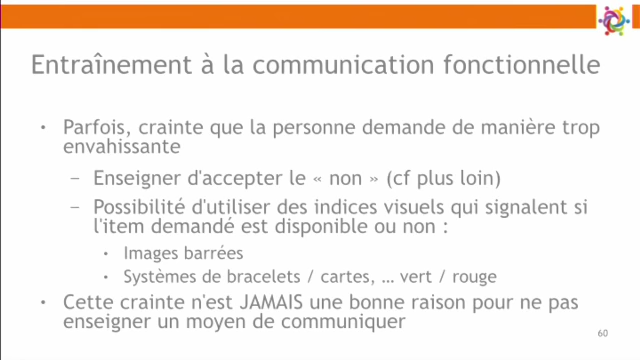 Entraînement à la communication fonctionnelle
• Parfois, crainte que la personne demande de manière trop
envahissante
– Enseigner d'accepter le « non » (cf plus loin)
– Possibilité d'utiliser des indices visuels qui signalent si
l'item demandé est disponible ou non :
• Images barrées
• Systèmes de bracelets / cartes, … vert / rouge
• Cette crainte n'est JAMAIS une bonne raison pour ne pas
enseigner un moyen de communiquer
60